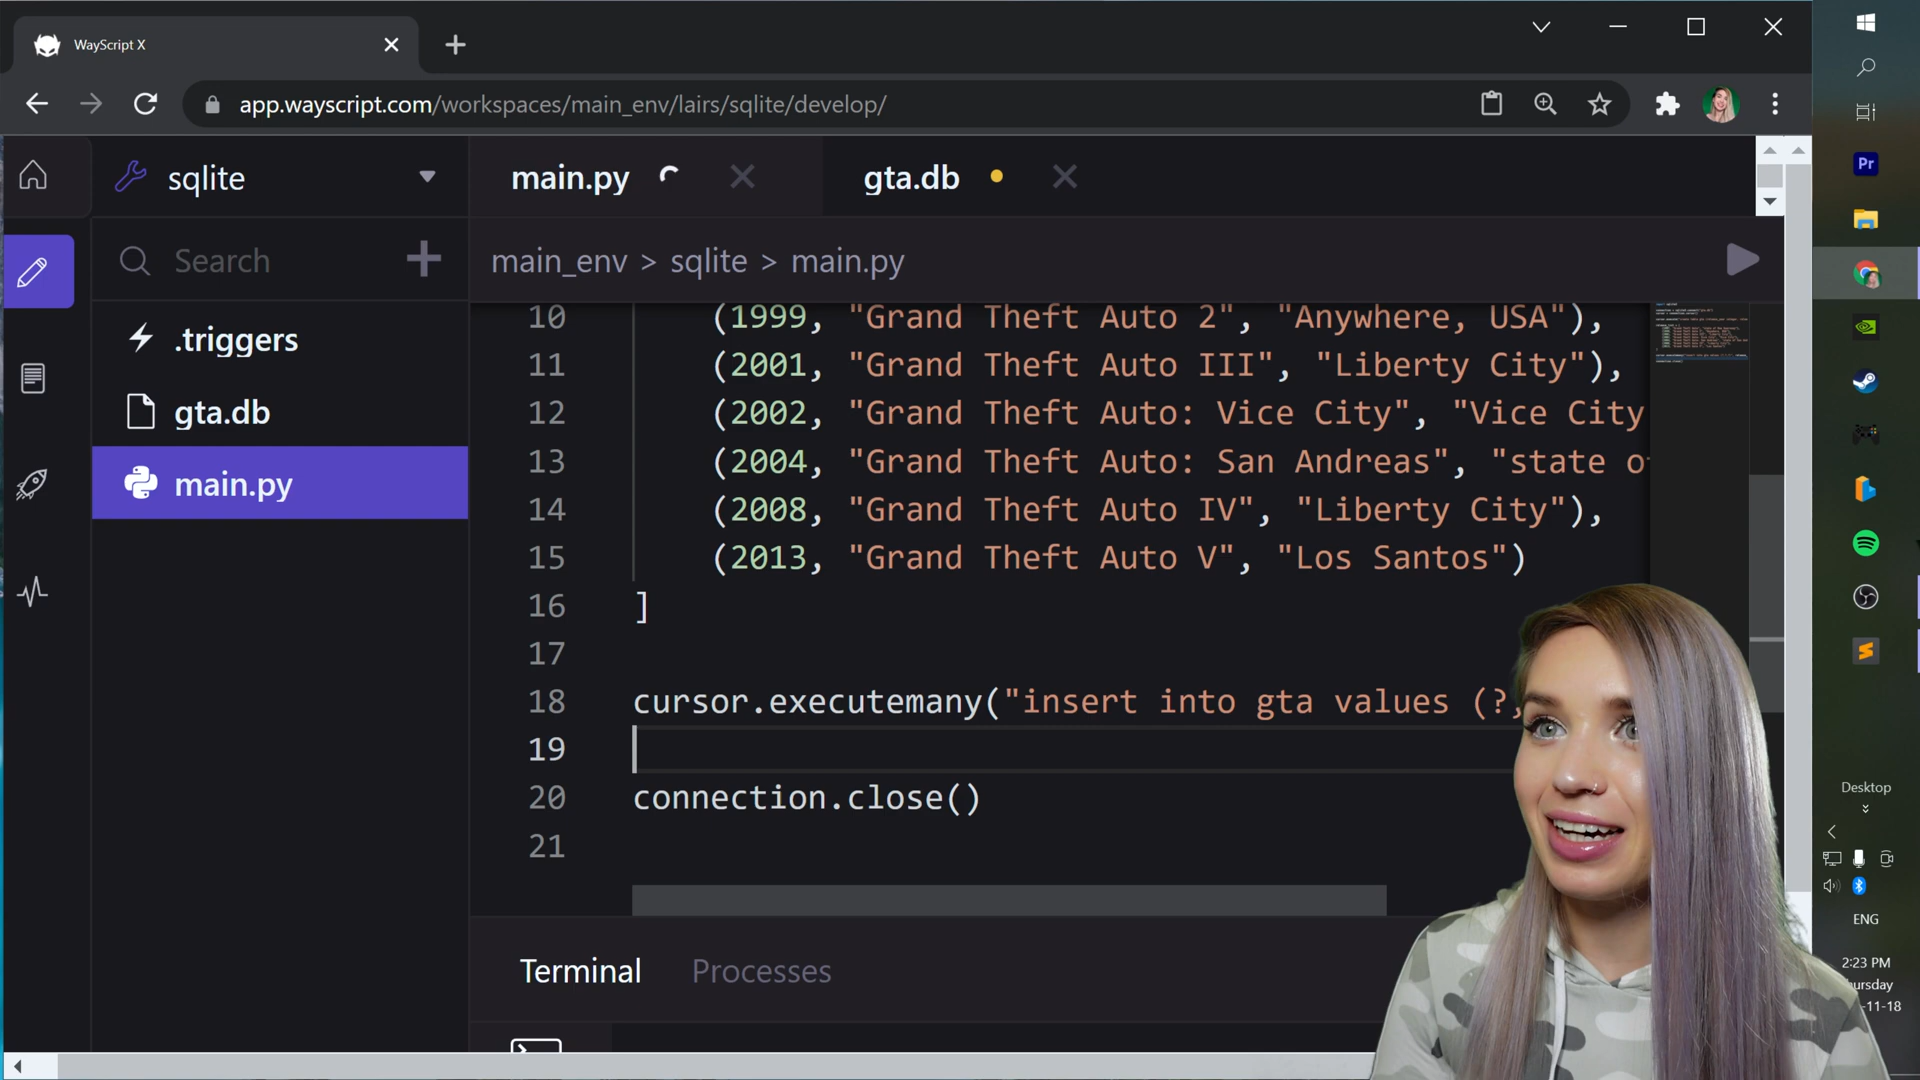 WayScript X
app.wayscript.com/workspaces/main_env/lairs/sqlite/develop/
sqlite
main.py
gta.db
Search
main_env > sqlite > main.py
.triggers
gta.db
main.py
10 (1999, "Grand Theft Auto 2", "Anywhere, USA"),
11 (2001, "Grand Theft Auto III", "Liberty City"),
12 (2002, "Grand Theft Auto: Vice City", "Vice City
13 (2004, "Grand Theft Auto: San Andreas", "state o
14 (2008, "Grand Theft Auto IV", "Liberty City"),
15 (2013, "Grand Theft Auto V", "Los Santos")
16 ]
17
18 cursor.executemany("insert into gta values (?,
19
20 connection.close()
21
Terminal
Processes
Pr
Desktop
ENG
2:23 PM
ursday
-11-18